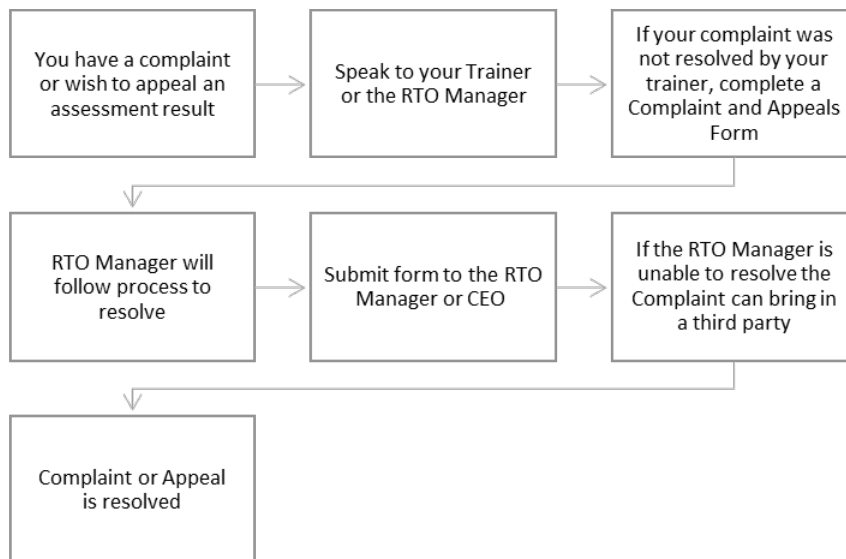 You have a complaint
or wish to appeal an
assessment result
Speak to your Trainer
or the RTO Manager
If your complaint was
not resolved by your
trainer, complete a
Complaint and Appeals
Form
RTO Manager will
follow process to
resolve
Submit form to the RTO
Manager or CEO
If the RTO Manager is
unable to resolve the
Complaint can bring in
a third party
Complaint or Appeal
is resolved